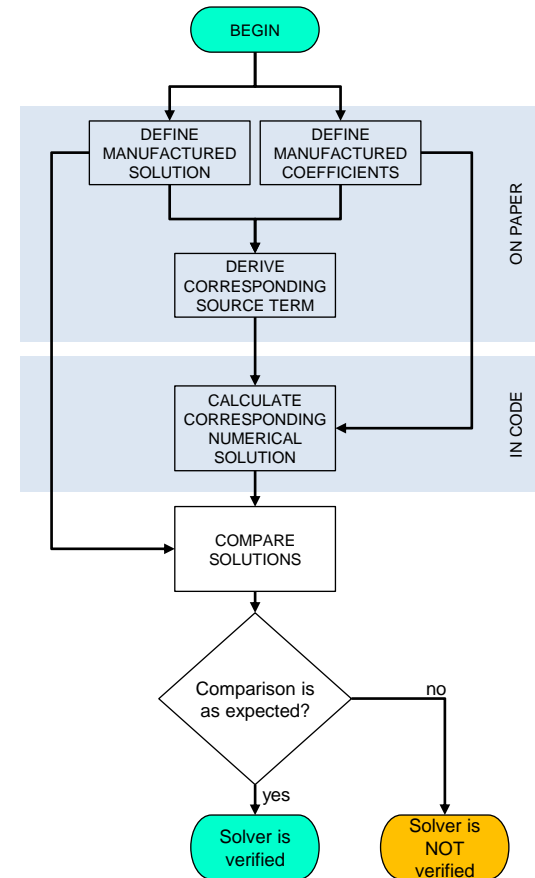 BEGIN
DEFINE
MANUFACTURED
SOLUTION
DEFINE
MANUFACTURED
COEFFICIENTS
ON PAPER
DERIVE
CORRESPONDING
SOURCE TERM
CALCULATE
CORRESPONDING
NUMERICAL
SOLUTION
IN CODE
COMPARE
SOLUTIONS
Comparison is
as expected?
no
yes
Solver is
verified
Solver is
NOT
verified